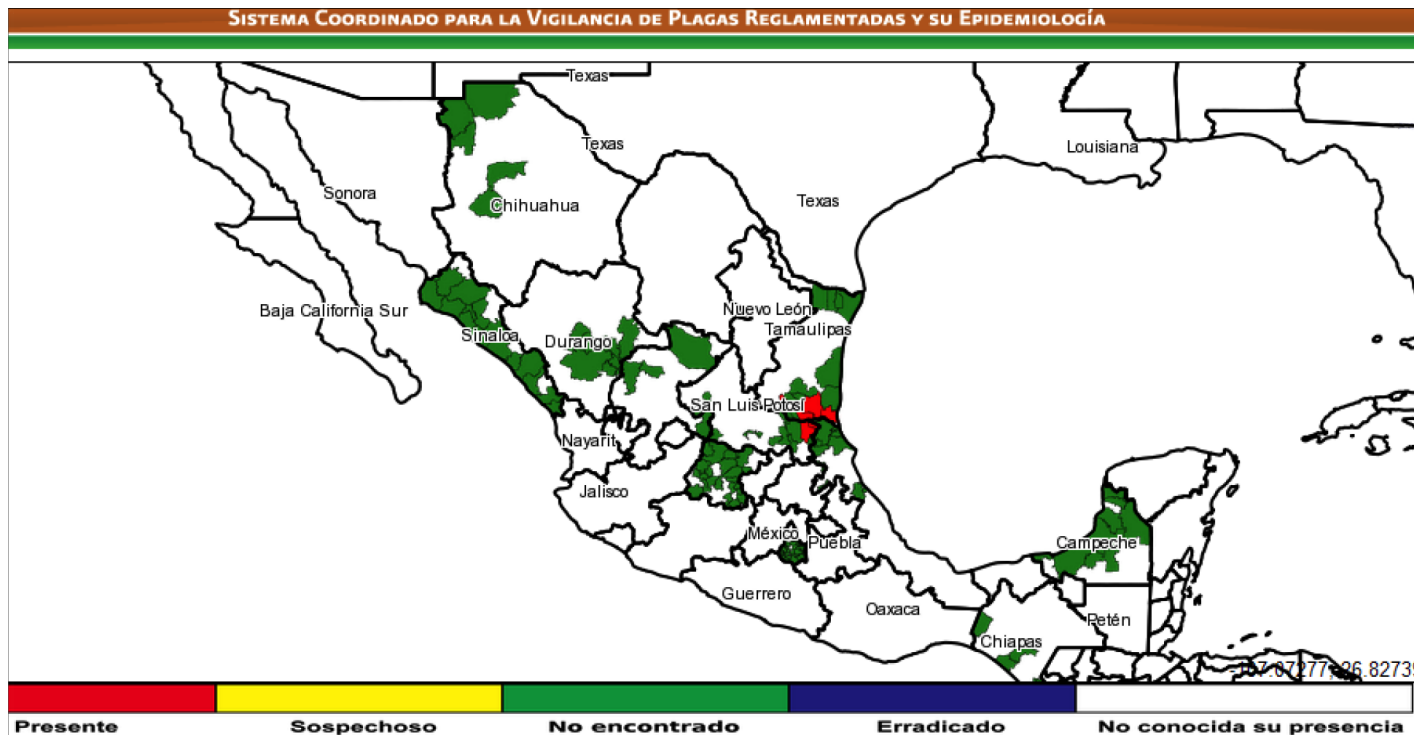 SISTEMA COORDINADO PARA LA VIGILANCIA DE PLAGAS REGLAMENTADAS Y SU EPIDEMIOLOGÍA
Texas
Texas
Louisiana
Sonora
Texas
Chihuahua
Baja California Sur
Nuevo León
Tamaulipas
Sinaloa
Durango
San Luis Potosí
Nayarit
Jalisco
México
Puebla
Campeche
Guerrero
Oaxaca
Petén
Chiapas
Presente
Sospechoso
No encontrado
Erradicado
No conocida su presencia